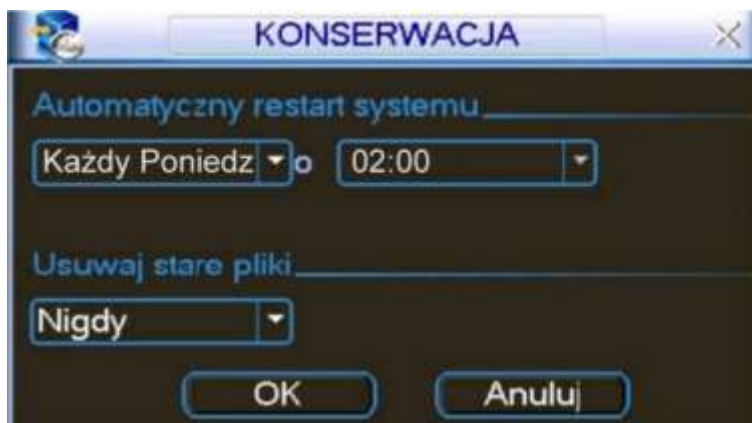 KONSERWACJA
Automatyczny restart systemu
Każdy Poniedz o 02:00
Usuwaj stare pliki
Nigdy
OK Anuluj